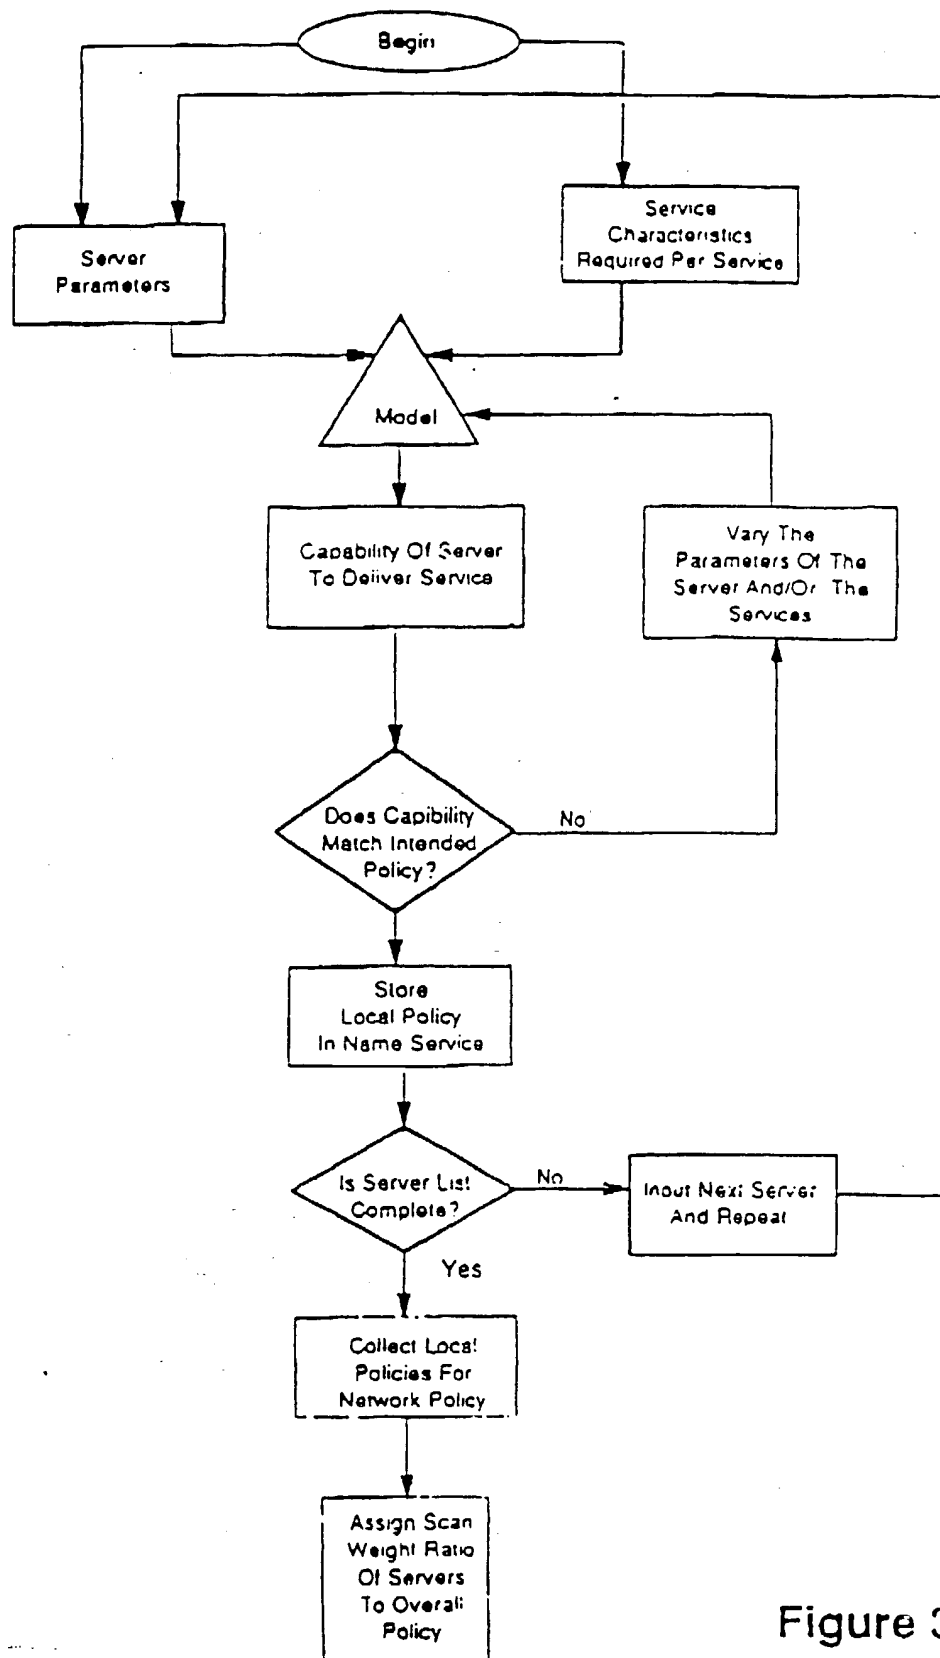 Begin
Server
Parameters
Service
Characteristics
Required Per Service
Model
Capability Of Server
To Deliver Service
Vary The
Parameters Of The
Server And/Or The
Services
Does Capibility
Match Intended
Policy?
No
Store
Local Policy
In Name Service
Is Server List
Complete?
No
Input Next Server
And Repeat
Yes
Collect Local
Policies For
Network Policy
Assign Scan
Weight Ratio
Of Servers
To Overall
Policy
Figure 3